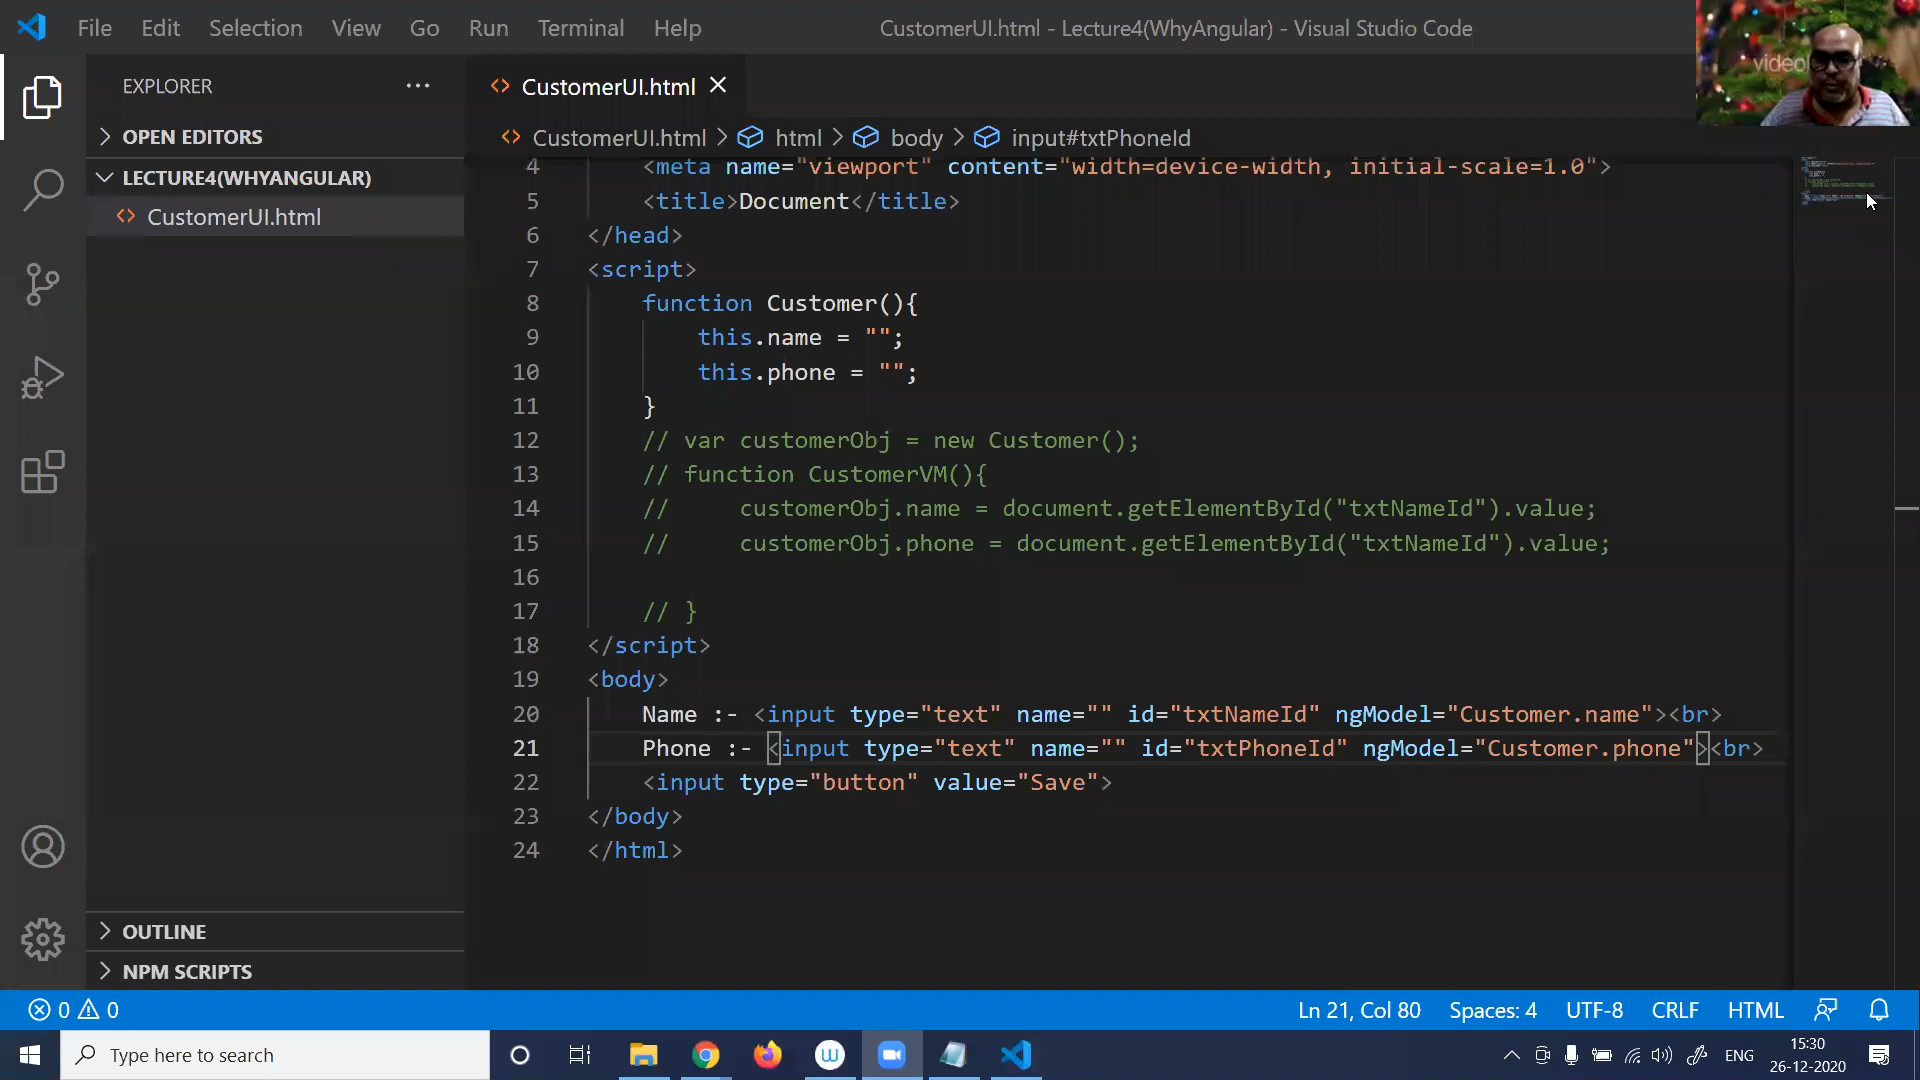 File Edit Selection View Go Run Terminal Help CustomerUI.html - Lecture4(WhyAngular) - Visual Studio Code
EXPLORER
OPEN EDITORS
LECTURE4(WHYANGULAR)
CustomerUI.html
OUTLINE
NPM SCRIPTS
CustomerUI.html
CustomerUI.html > html > body > input#txtPhoneId
4 <meta name="viewport" content="width=device-width, initial-scale=1.0">
5 <title>Document</title>
6 </head>
7 <script>
8 function Customer(){
9 this.name = "";
10 this.phone = "";
11 }
12 // var customerObj = new Customer();
13 // function CustomerVM(){
14 // customerObj.name = document.getElementById("txtNameId").value;
15 // customerObj.phone = document.getElementById("txtNameId").value;
16
17 // }
18 </script>
19 <body>
20 Name :- <input type="text" name="" id="txtNameId" ngModel="Customer.name"><br>
21 Phone :- <input type="text" name="" id="txtPhoneId" ngModel="Customer.phone"><br>
22 <input type="button" value="Save">
23 </body>
24 </html>
0 0 Ln 21, Col 80 Spaces: 4 UTF-8 CRLF HTML
Type here to search
ENG
15:30
26-12-2020